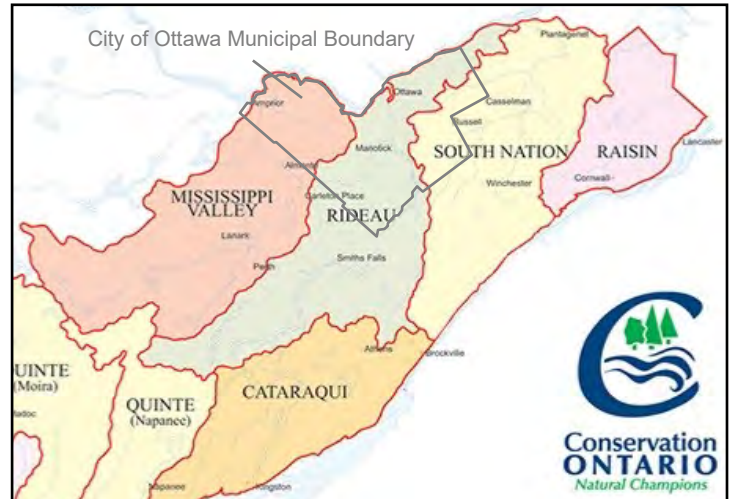 City of Ottawa Municipal Boundary
Plantagenet
Arnprior
Ottawa
Casselman
Russell
Manotick
SOUTH NATION
RAISIN
Lancaster
Almonte
Cornwall
Winchester
MISSISSIPPI
VALLEY
Carleton Place
RIDEAU
Lanark
Perth
Smiths Falls
Athens
Brockville
UINTE
(Moira)
adoc
QUINTE
(Napanee)
CATARAQUI
Napanee
Kingston
Conservation
ONTARIO
Natural Champions